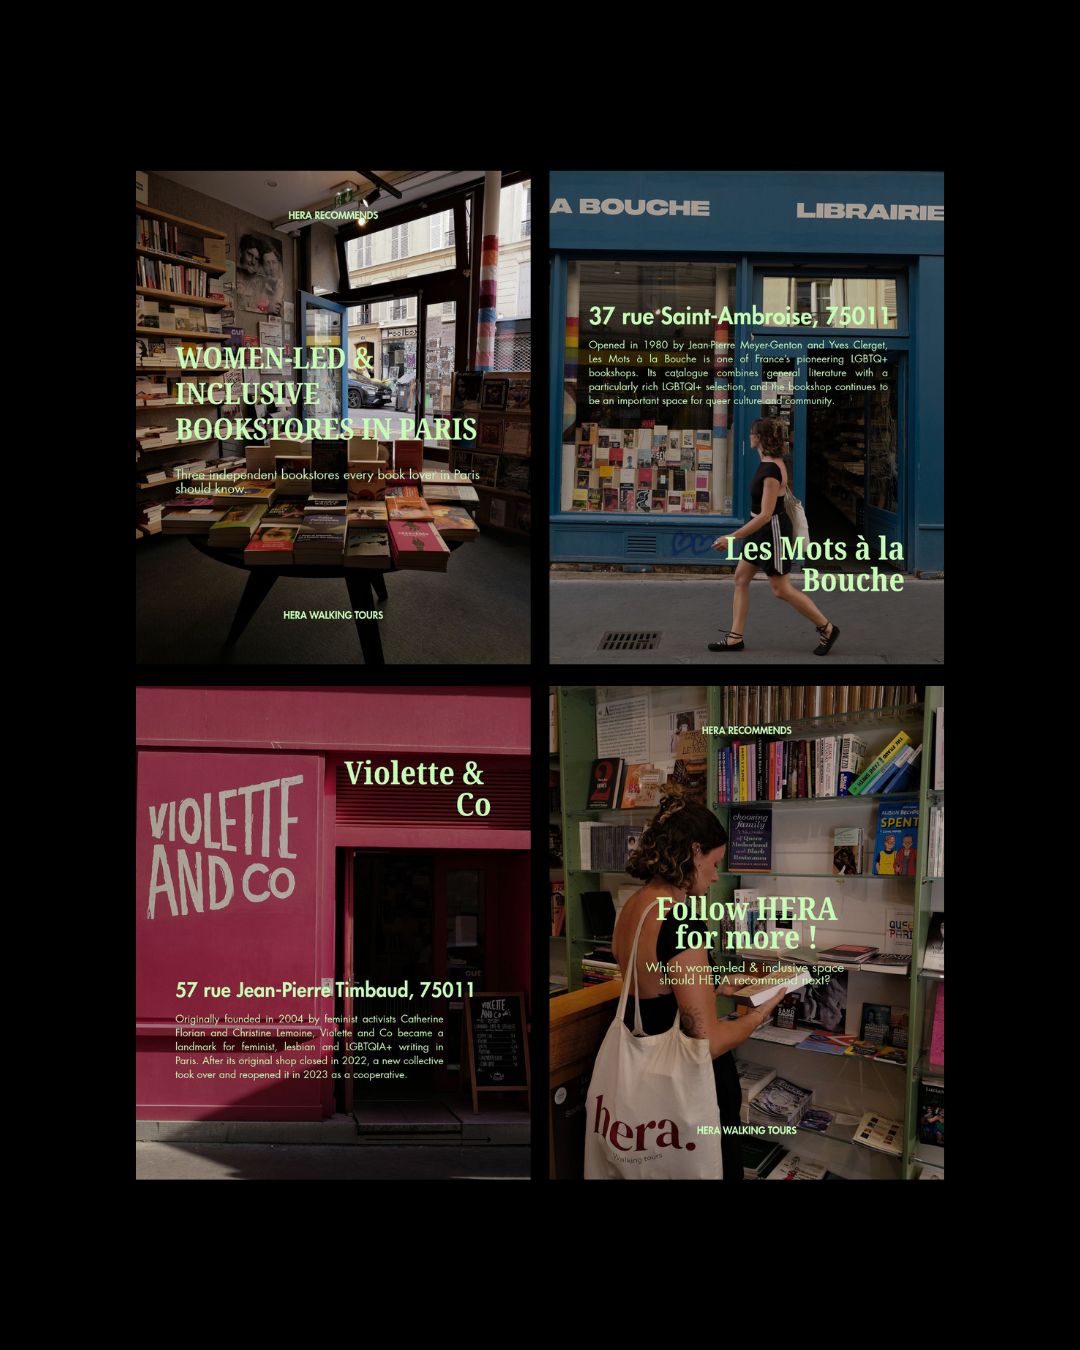 HERA RECOMMENDS
WOMEN-LED &
INCLUSIVE
BOOKSTORES IN PARIS
Three independent bookstores every book lover in Paris
should know.
HERA WALKING TOURS
A BOUCHE
LIBRAIRIE
37 rue Saint-Ambroise, 75011
Opened in 1980 by Jean-Pierre Meyer-Genton and Yves Clerget,
Les Mots à la Bouche is one of France's pioneering LGBTQ+
bookshops. Its catalogue combines general literature with a
particularly rich LGBTQI+ selection, and the bookshop continues to
be an important space for queer culture and community.
Les Mots à la
Bouche
Violette &
Co
VIOLETTE
AND CO
57 rue Jean-Pierre Timbaud, 75011
Originally founded in 2004 by feminist activists Catherine
Florian and Christine Lemoine, Violette and Co became a
landmark for feminist, lesbian and LGBTQIA+ writing in
Paris. After its original shop closed in 2022, a new collective
took over and reopened it in 2023 as a cooperative.
VIOLETTE
AND CO
HERA RECOMMENDS
choosing
family
SPENT
Follow HERA
for more !
Which women-led & inclusive space
should HERA recommend next?
hera.
Walking tours
HERA WALKING TOURS